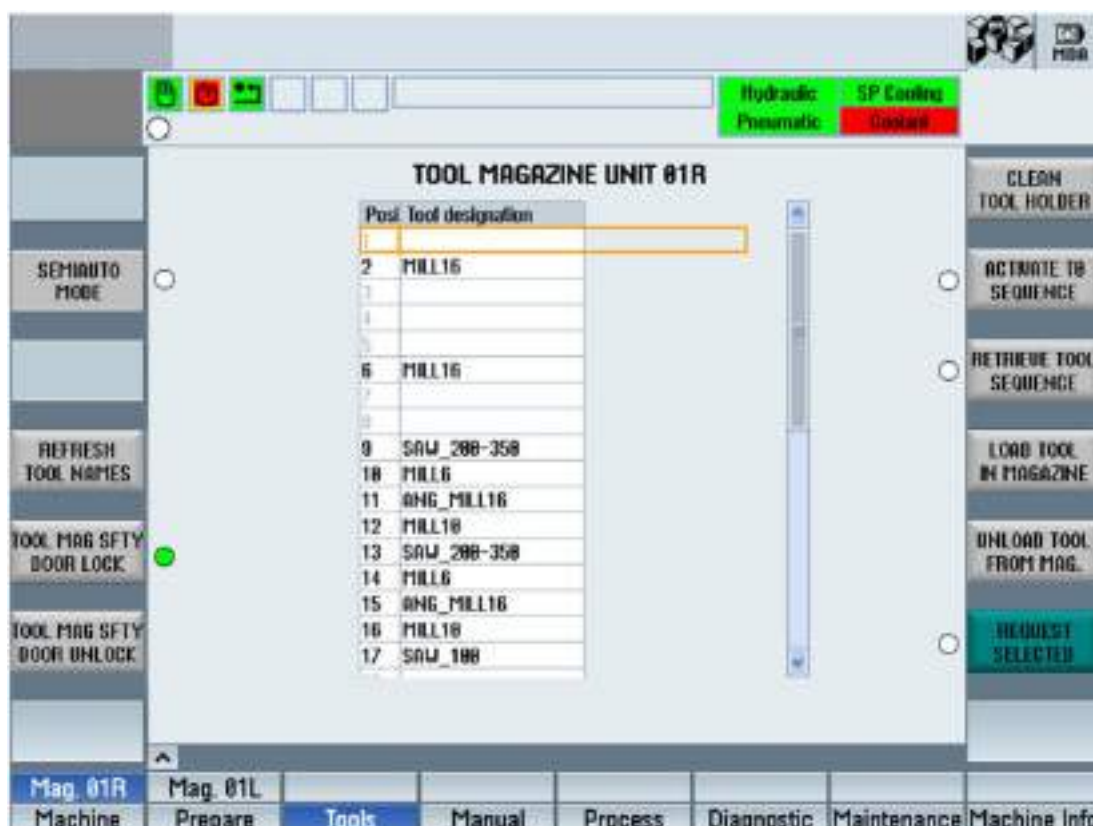 MDA
Hydraulic SP Cooling
Pneumatic Coolant
TOOL MAGAZINE UNIT 01R
Posi Tool designation
1
2 MILL16
3
4
5
6 MILL16
7
8
9 SAW_200-350
10 MILL6
11 ANG_MILL16
12 MILL10
13 SAW_200-350
14 MILL6
15 ANG_MILL16
16 MILL10
17 SAW_100
SEMIAUTO
MODE
REFRESH
TOOL NAMES
TOOL MAG SFTY
DOOR LOCK
TOOL MAG SFTY
DOOR UNLOCK
CLEAN
TOOL HOLDER
ACTIVATE T0
SEQUENCE
RETRIEVE TOOL
SEQUENCE
LOAD TOOL
IN MAGAZINE
UNLOAD TOOL
FROM MAG.
REQUEST
SELECTED
Mag. 01R Mag. 01L
Machine Prepare Tools Manual Process Diagnostic Maintenance Machine Info